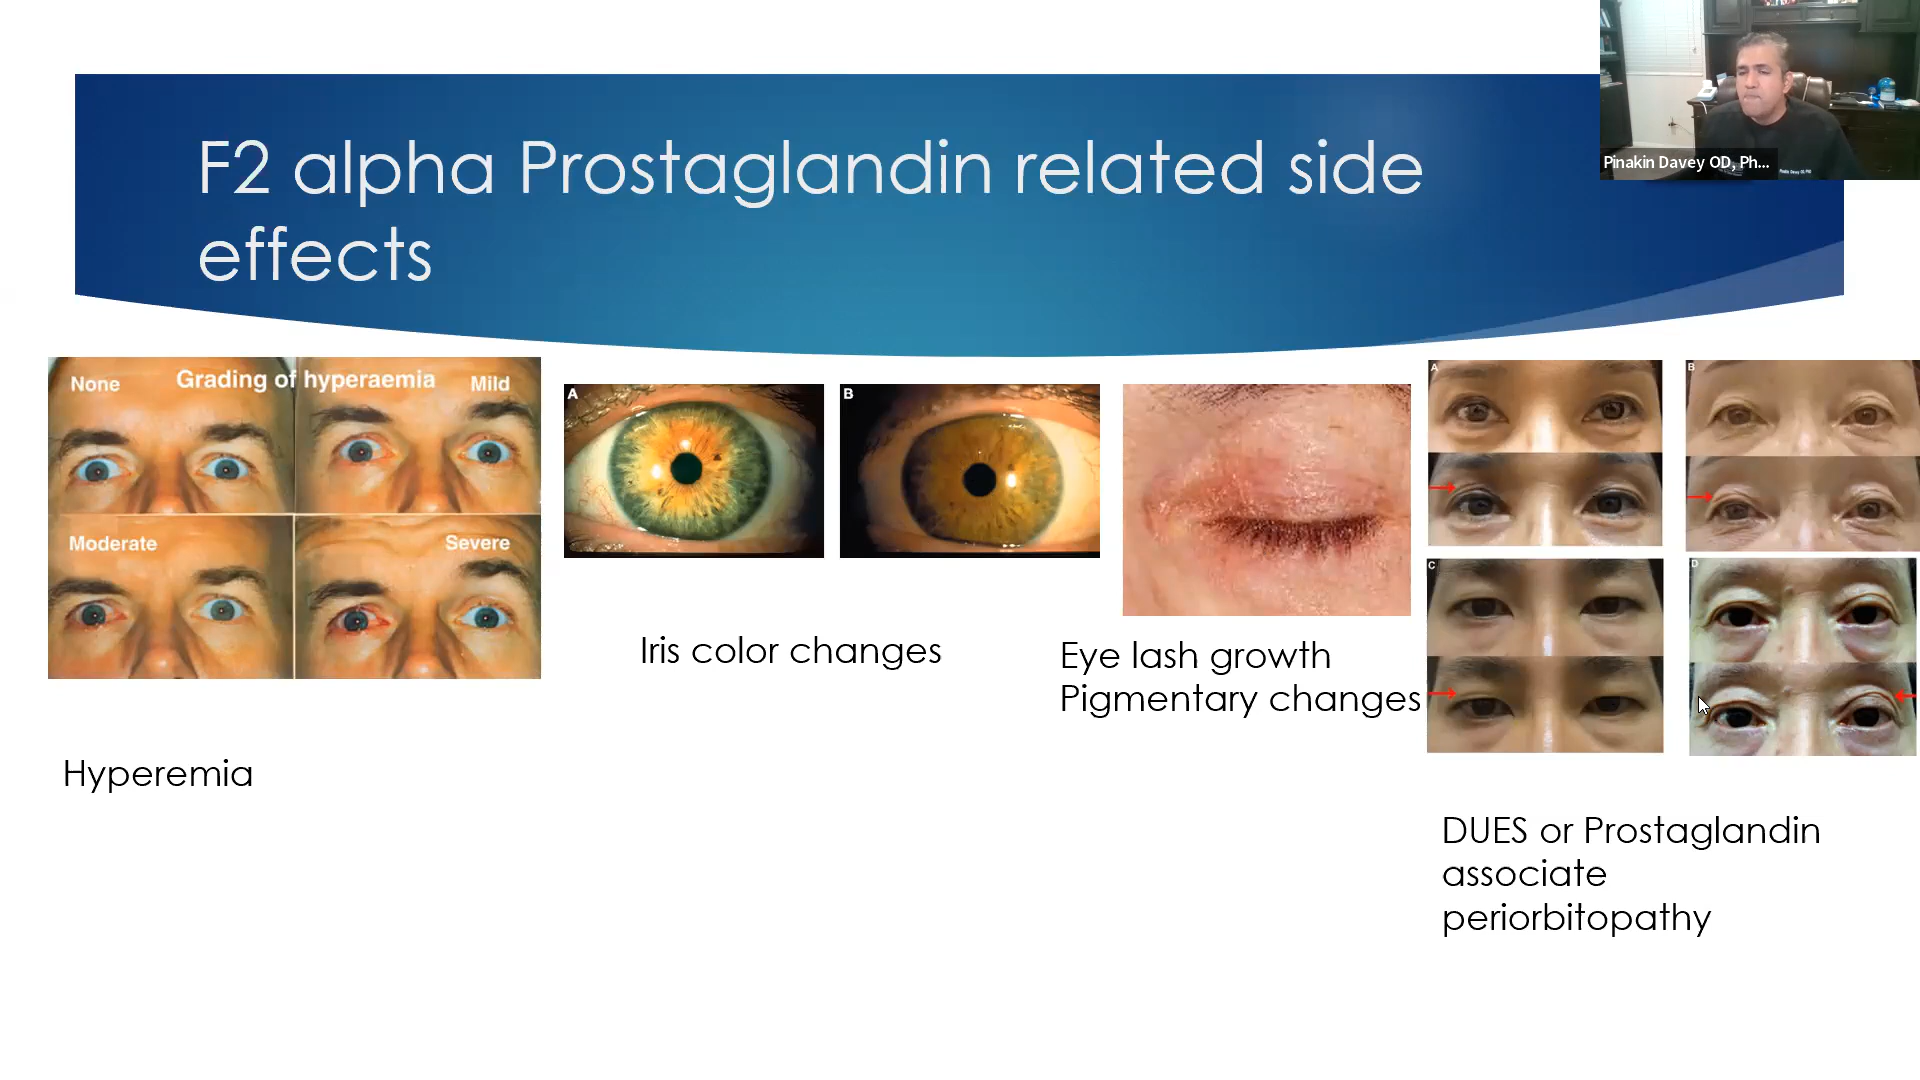 Pinakin Davey OD, Ph...
F2 alpha Prostaglandin related side
effects
None
Grading of hyperaemia
Mild
Moderate
Severe
Hyperemia
A
B
Iris color changes
Eye lash growth
Pigmentary changes
A
B
C
D
DUES or Prostaglandin
associate
periorbitopathy